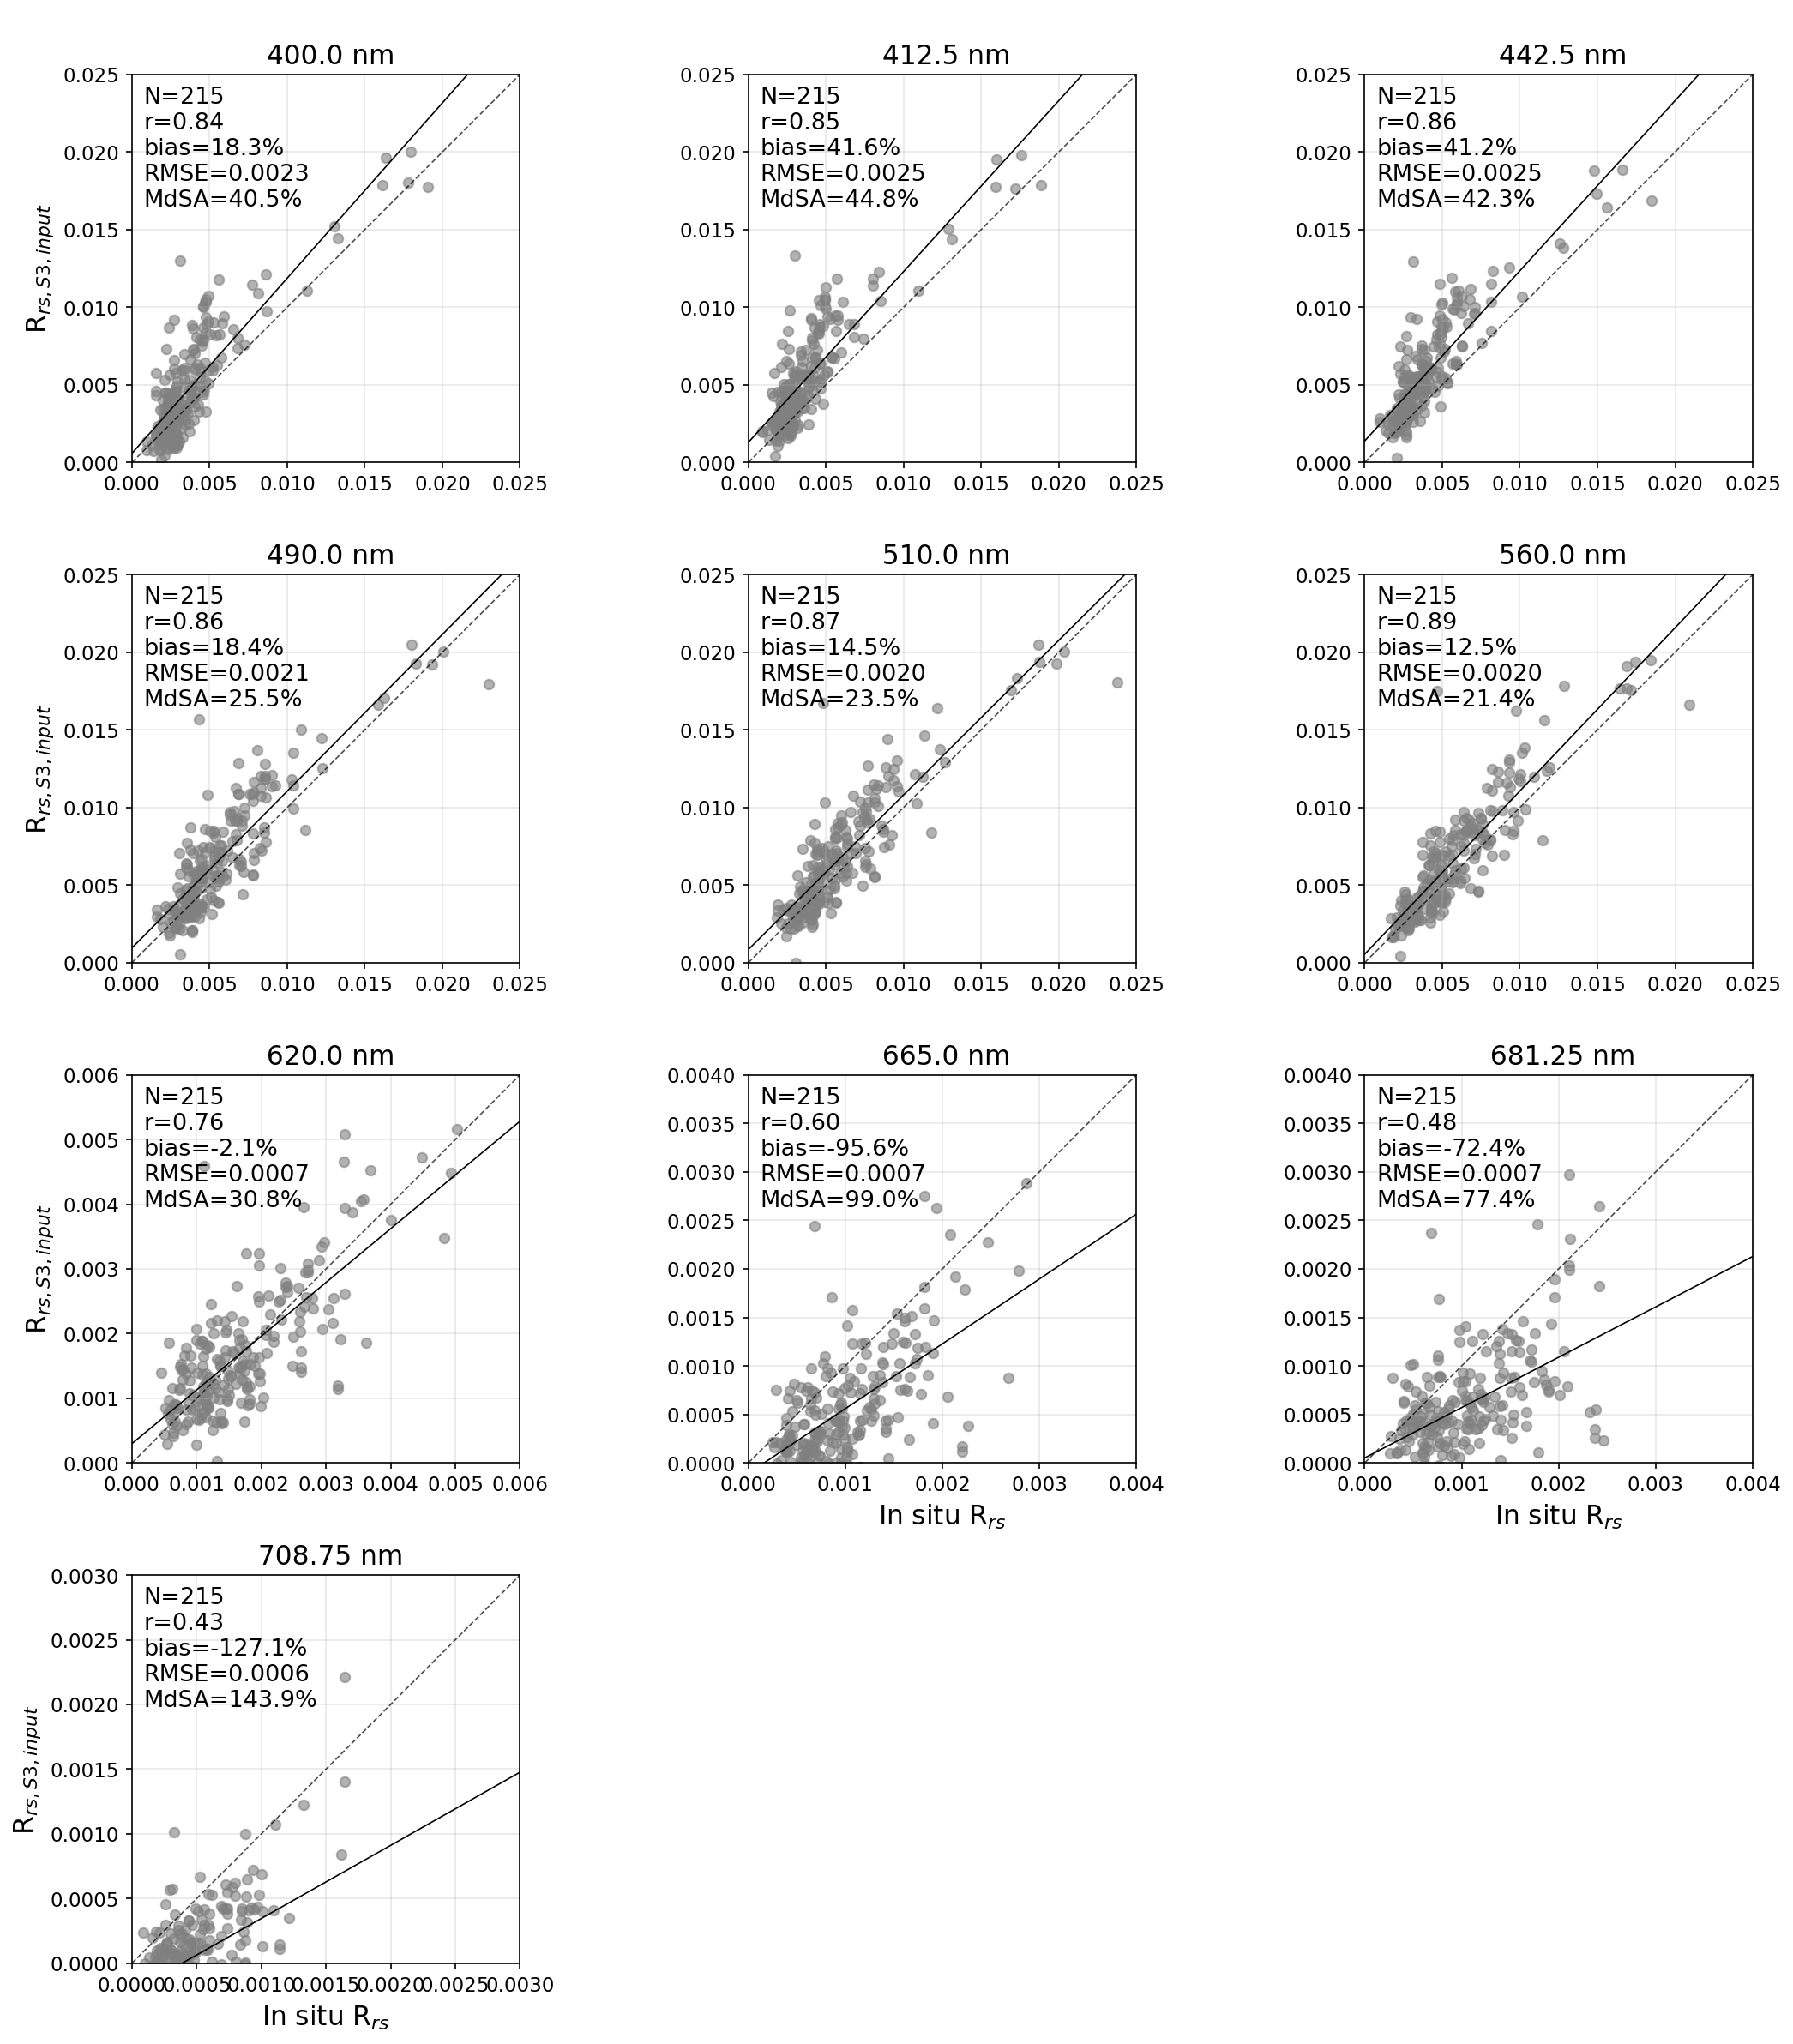 400.0 nm
N=215
r=0.84
bias=18.3%
RMSE=0.0023
MdSA=40.5%
R_rs,S3,input
0.025
0.020
0.015
0.010
0.005
0.000
0.000 0.005 0.010 0.015 0.020 0.025
412.5 nm
N=215
r=0.85
bias=41.6%
RMSE=0.0025
MdSA=44.8%
0.025
0.020
0.015
0.010
0.005
0.000
0.000 0.005 0.010 0.015 0.020 0.025
442.5 nm
N=215
r=0.86
bias=41.2%
RMSE=0.0025
MdSA=42.3%
0.025
0.020
0.015
0.010
0.005
0.000
0.000 0.005 0.010 0.015 0.020 0.025
490.0 nm
N=215
r=0.86
bias=18.4%
RMSE=0.0021
MdSA=25.5%
R_rs,S3,input
0.025
0.020
0.015
0.010
0.005
0.000
0.000 0.005 0.010 0.015 0.020 0.025
510.0 nm
N=215
r=0.87
bias=14.5%
RMSE=0.0020
MdSA=23.5%
0.025
0.020
0.015
0.010
0.005
0.000
0.000 0.005 0.010 0.015 0.020 0.025
560.0 nm
N=215
r=0.89
bias=12.5%
RMSE=0.0020
MdSA=21.4%
0.025
0.020
0.015
0.010
0.005
0.000
0.000 0.005 0.010 0.015 0.020 0.025
620.0 nm
N=215
r=0.76
bias=-2.1%
RMSE=0.0007
MdSA=30.8%
R_rs,S3,input
0.006
0.005
0.004
0.003
0.002
0.001
0.000
0.000 0.001 0.002 0.003 0.004 0.005 0.006
665.0 nm
N=215
r=0.60
bias=-95.6%
RMSE=0.0007
MdSA=99.0%
0.0040
0.0035
0.0030
0.0025
0.0020
0.0015
0.0010
0.0005
0.0000
0.000 0.001 0.002 0.003 0.004
In situ R_rs
681.25 nm
N=215
r=0.48
bias=-72.4%
RMSE=0.0007
MdSA=77.4%
0.0040
0.0035
0.0030
0.0025
0.0020
0.0015
0.0010
0.0005
0.0000
0.000 0.001 0.002 0.003 0.004
In situ R_rs
708.75 nm
N=215
r=0.43
bias=-127.1%
RMSE=0.0006
MdSA=143.9%
R_rs,S3,input
0.0030
0.0025
0.0020
0.0015
0.0010
0.0005
0.0000
0.0000 0.0005 0.0010 0.0015 0.0020 0.0025 0.0030
In situ R_rs